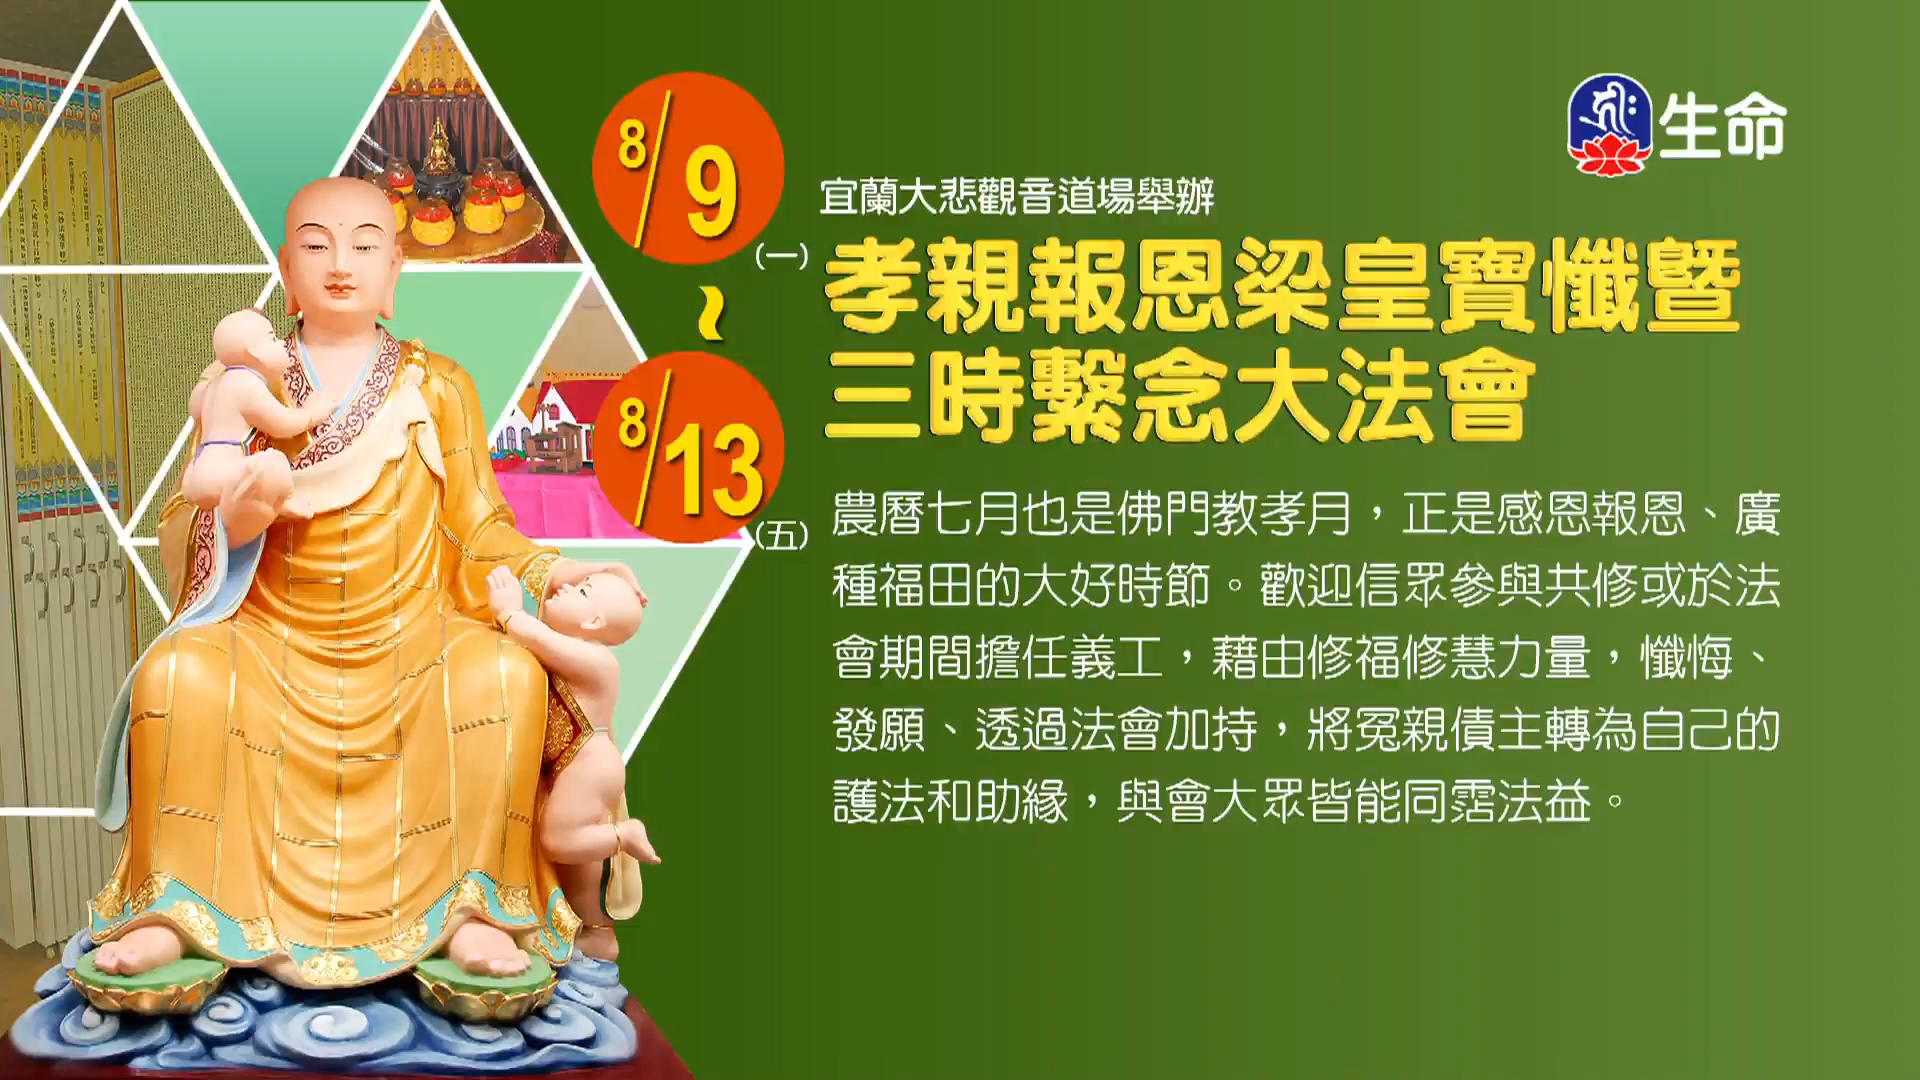 生命
8/9
(一)
~
8/13
(五)
宜蘭大悲觀音道場舉辦
孝親報恩梁皇寶懺暨
三時繫念大法會
農曆七月也是佛門教孝月，正是感恩報恩、廣
種福田的大好時節。歡迎信眾參與共修或於法
會期間擔任義工，藉由修福修慧力量，懺悔、
發願、透過法會加持，將冤親債主轉為自己的
護法和助緣，與會大眾皆能同霑法益。